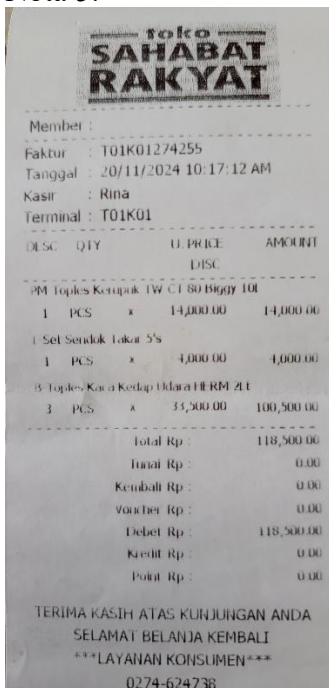 toko
SAHABAT
RAKYAT
Member :
Faktur : T01K01274255
Tanggal : 20/11/2024 10:17:12 AM
Kasir : Rina
Terminal : T01K01
DESC QTY U. PRICE AMOUNT
DISC
PM Toples Kerupuk TW CT 80 Biggy 10l
1 PCS x 14,000.00 14,000.00
Set Sendok Takar 5's
1 PCS x 4,000.00 4,000.00
B Toples Kaca Kedap Udara HERM 2Lt
3 PCS x 33,500.00 100,500.00
Total Rp : 118,500.00
Tunai Rp : 0.00
Kembali Rp : 0.00
Voucher Rp : 0.00
Debet Rp : 118,500.00
Kredit Rp : 0.00
Point Rp : 0.00
TERIMA KASIH ATAS KUNJUNGAN ANDA
SELAMAT BELANJA KEMBALI
***LAYANAN KONSUMEN***
0274-624738